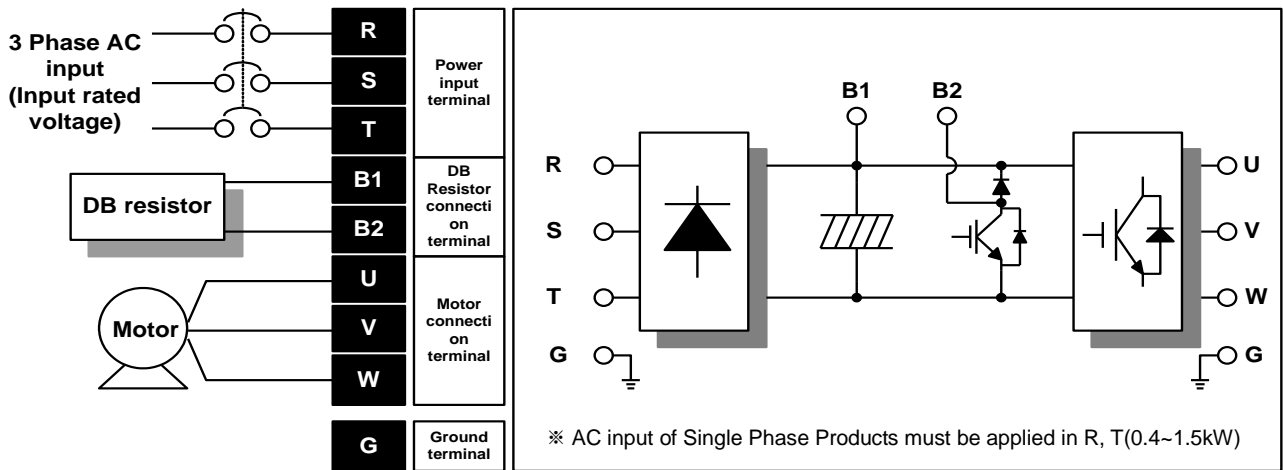 3 Phase AC
input
(Input rated
voltage)
R
S
T
Power
input
terminal
DB resistor
B1
B2
DB
Resistor
connecti
on
terminal
Motor
U
V
W
Motor
connecti
on
terminal
G
Ground
terminal
B1 B2
R
S
T
G
U
V
W
G
※ AC input of Single Phase Products must be applied in R, T(0.4~1.5kW)